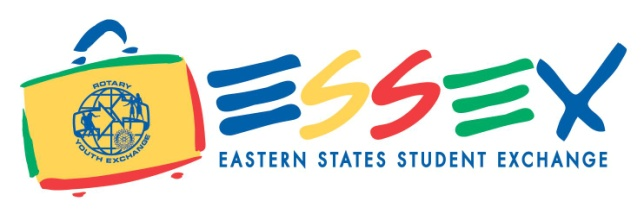 ROTARY
YOUTH EXCHANGE
ESSEX
EASTERN STATES STUDENT EXCHANGE